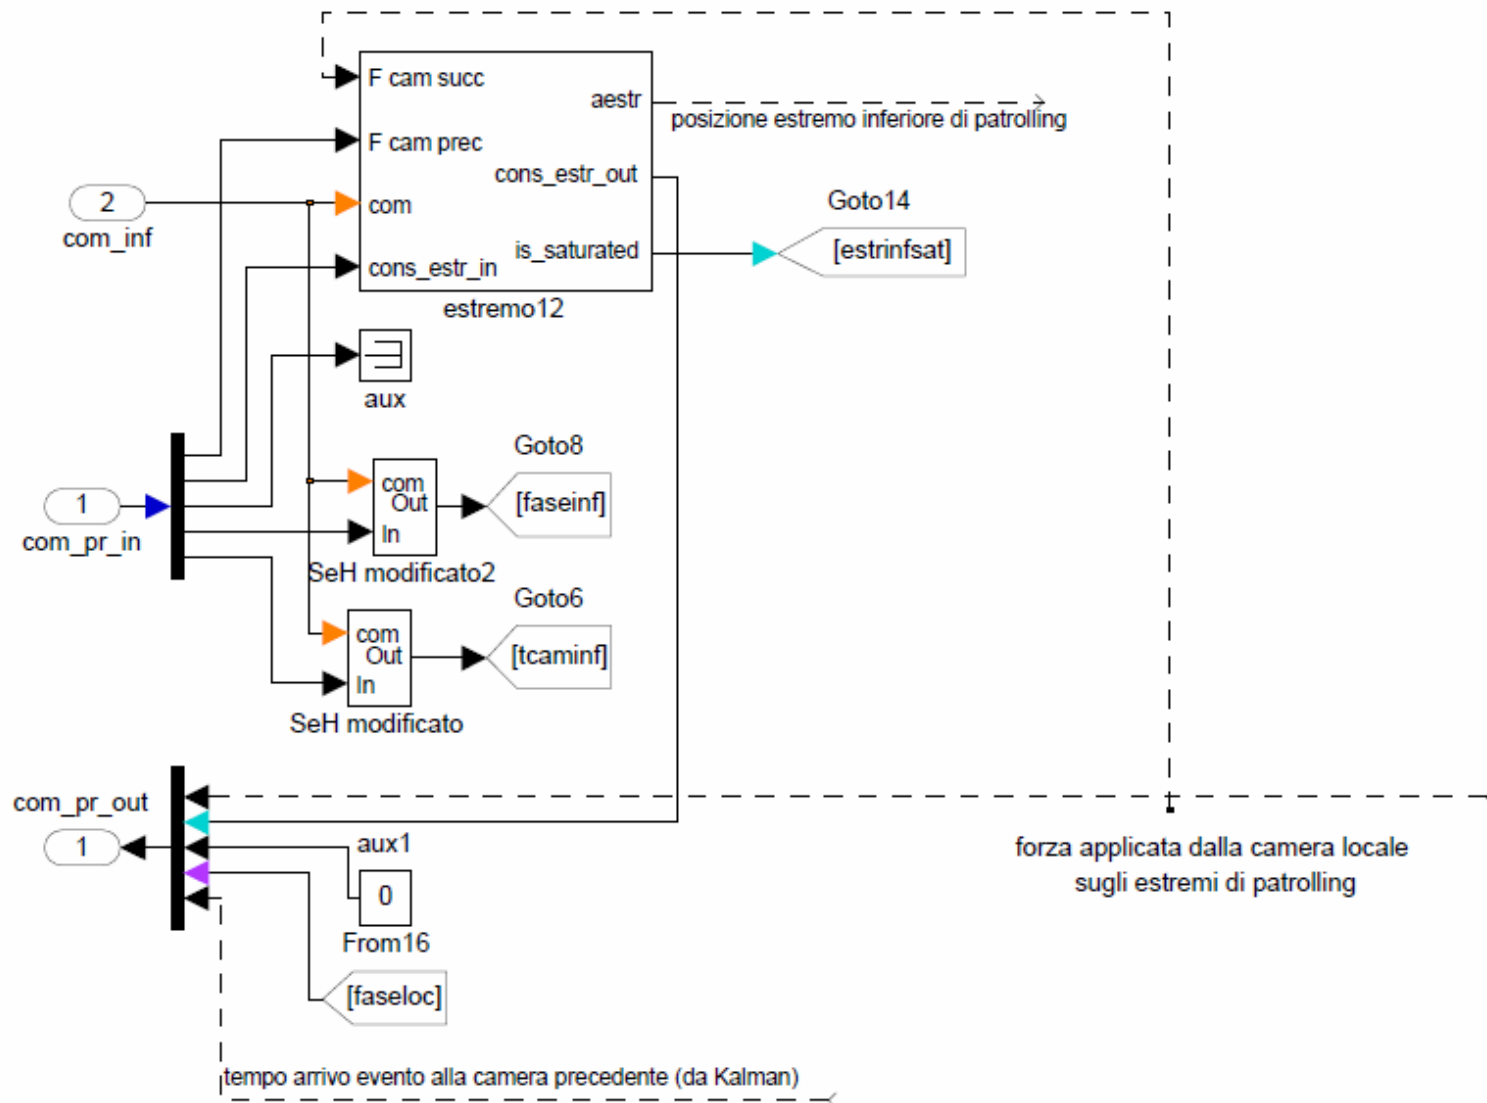 F cam succ
aestr
posizione estremo inferiore di patrolling
F cam prec
cons_estr_out
2
com_inf
com
Goto14
is_saturated
[estrinfsat]
cons_estr_in
estremo12
aux
Goto8
com
Out
In
[faseinf]
1
com_pr_in
SeH modificato2
Goto6
com
Out
In
[tcaminf]
SeH modificato
com_pr_out
1
aux1
0
forza applicata dalla camera locale
sugli estremi di patrolling
From16
[faseloc]
tempo arrivo evento alla camera precedente (da Kalman)